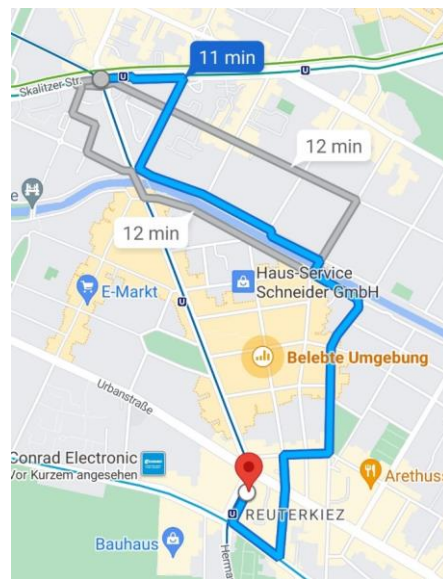 11 min
U
U
Skalitzer Str.
12 min
12 min
Haus-Service
Schneider GmbH
E-Markt
U
Belebte Umgebung
Urbanstraße
Conrad Electronic
Vor Kurzem angesehen
Arethus
U
REUTERKIEZ
Bauhaus
Herma